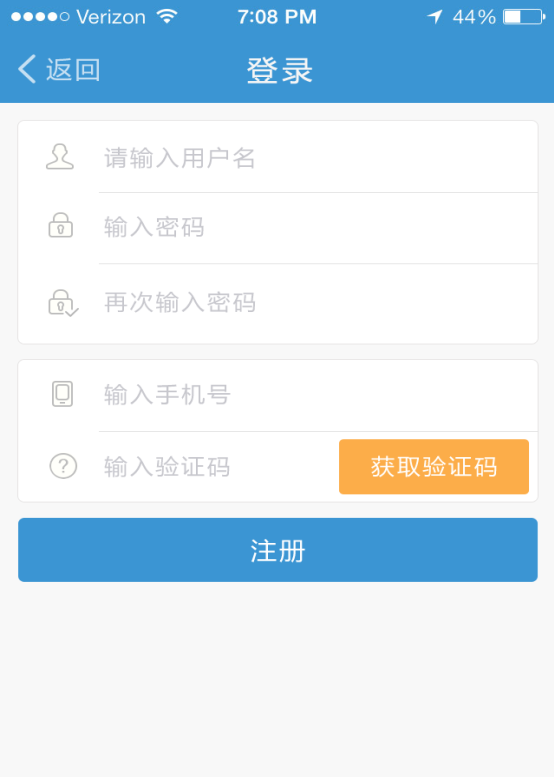 Verizon 7:08 PM 44%
返回 登录
请输入用户名
输入密码
再次输入密码
输入手机号
输入验证码 获取验证码
注册